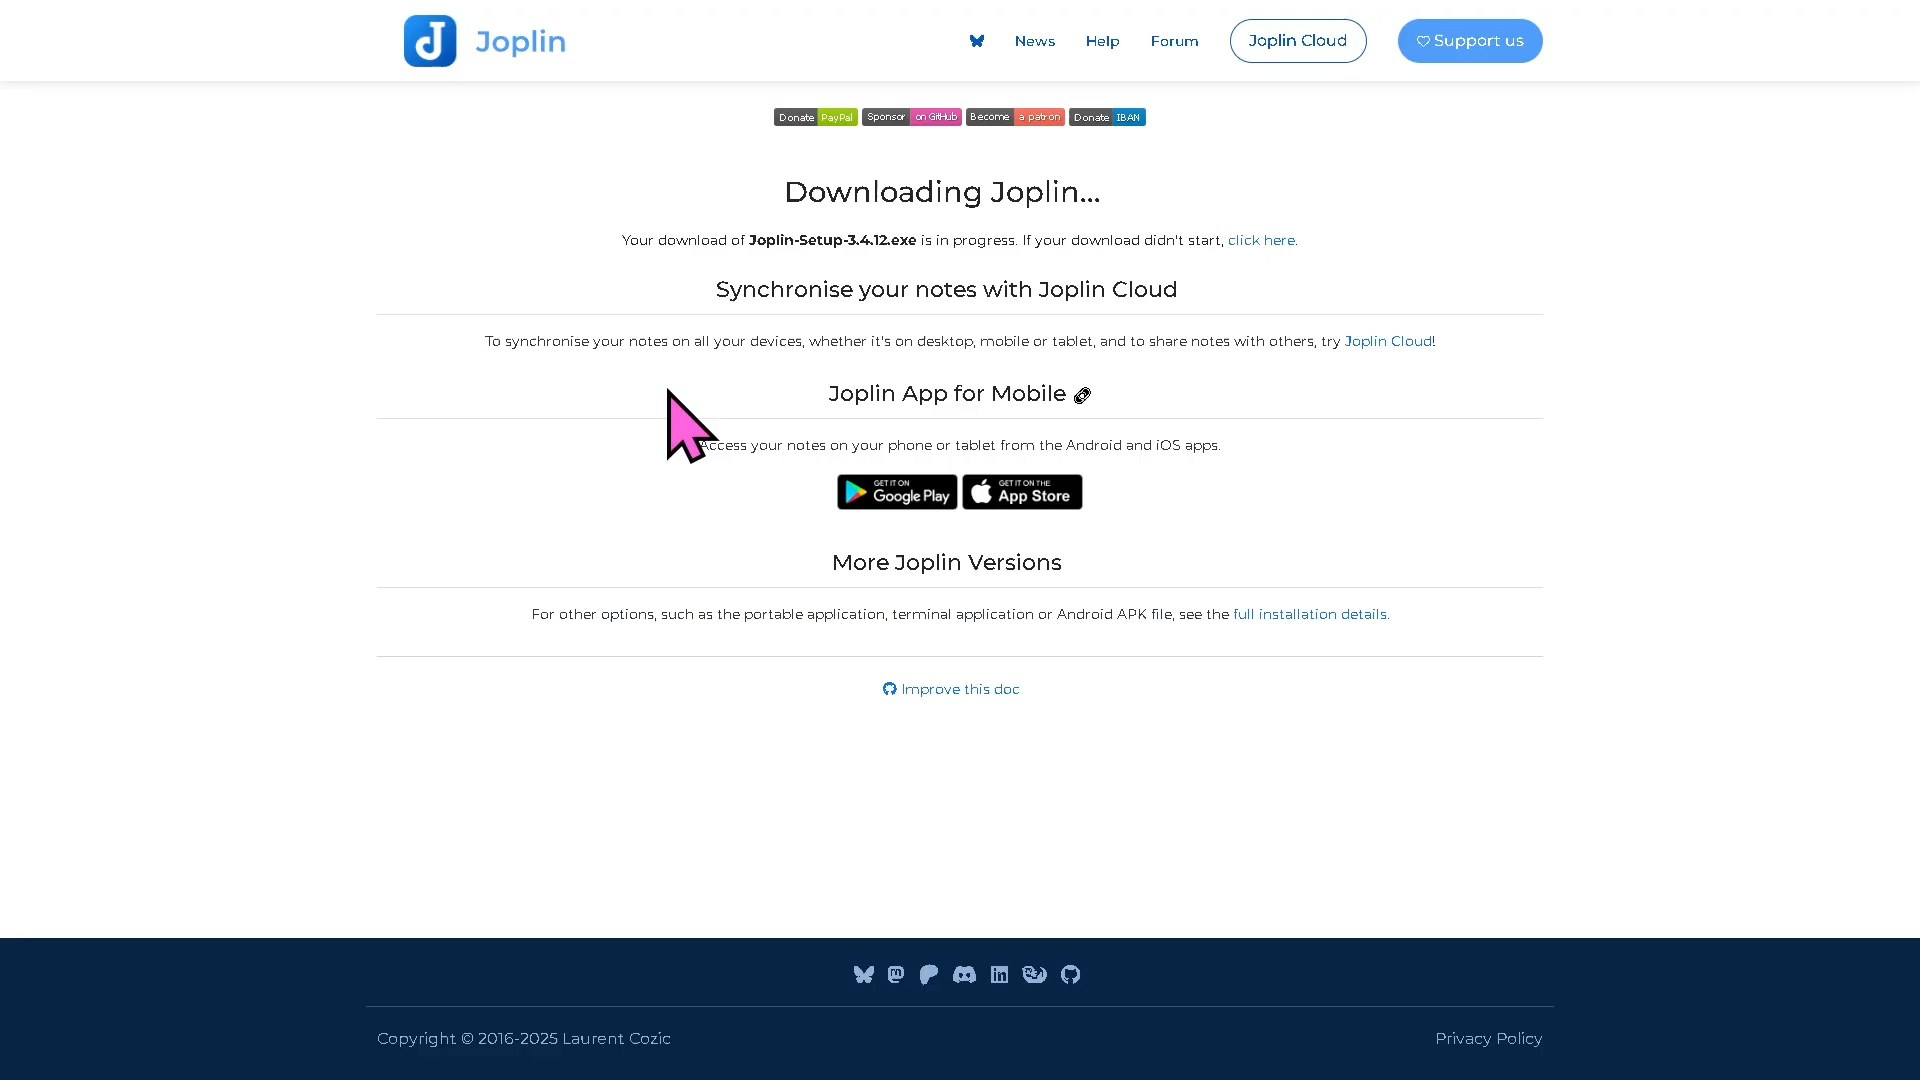 Joplin
News
Help
Forum
Joplin Cloud
Support us
Donate PayPal
Sponsor on GitHub
Become a patron
Donate IBAN
Downloading Joplin...
Your download of Joplin-Setup-3.4.12.exe is in progress. If your download didn't start, click here.
Synchronise your notes with Joplin Cloud
To synchronise your notes on all your devices, whether it's on desktop, mobile or tablet, and to share notes with others, try Joplin Cloud!
Joplin App for Mobile
Access your notes on your phone or tablet from the Android and iOS apps.
GET IT ON Google Play
GET IT ON THE App Store
More Joplin Versions
For other options, such as the portable application, terminal application or Android APK file, see the full installation details.
Improve this doc
Copyright © 2016-2025 Laurent Cozic
Privacy Policy